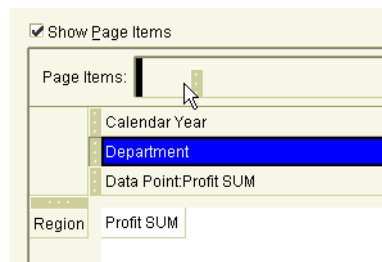 Show Page Items
Page Items:
Calendar Year
Department
Data Point:Profit SUM
Region Profit SUM